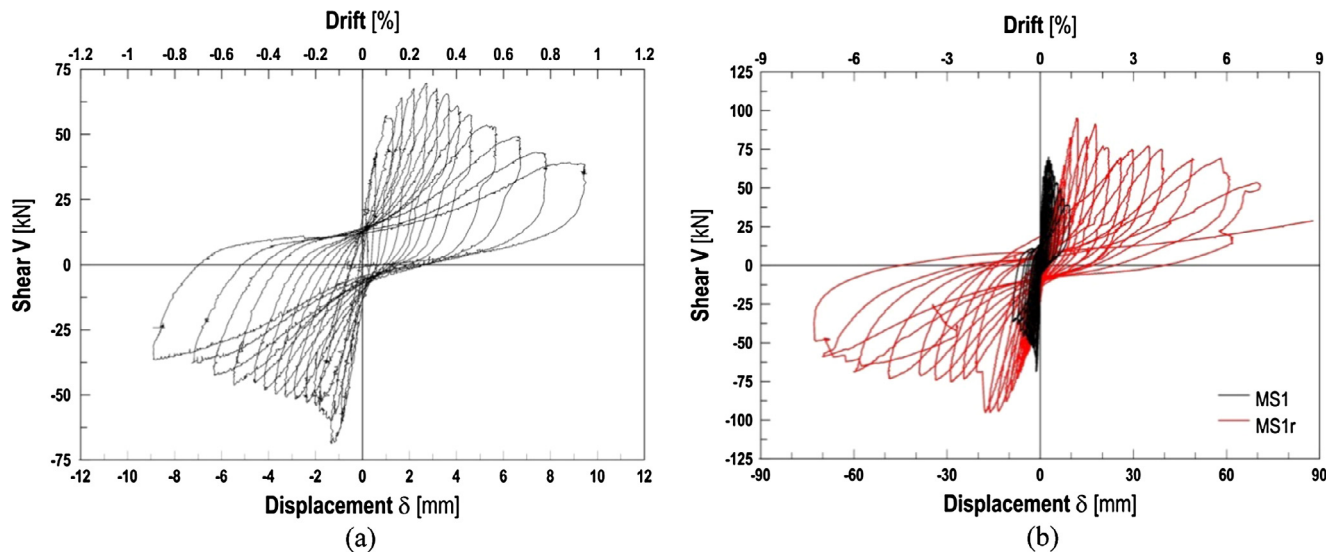 Drift [%]
-1.2 -1 -0.8 -0.6 -0.4 -0.2 0 0.2 0.4 0.6 0.8 1 1.2
75
50
25
0
-25
-50
-75
Shear V [kN]
-12 -10 -8 -6 -4 -2 0 2 4 6 8 10 12
Displacement δ [mm]
(a)
Drift [%]
-9 -6 -3 0 3 6 9
125
100
75
50
25
0
-25
-50
-75
-100
-125
Shear V [kN]
MS1
MS1r
-90 -60 -30 0 30 60 90
Displacement δ [mm]
(b)